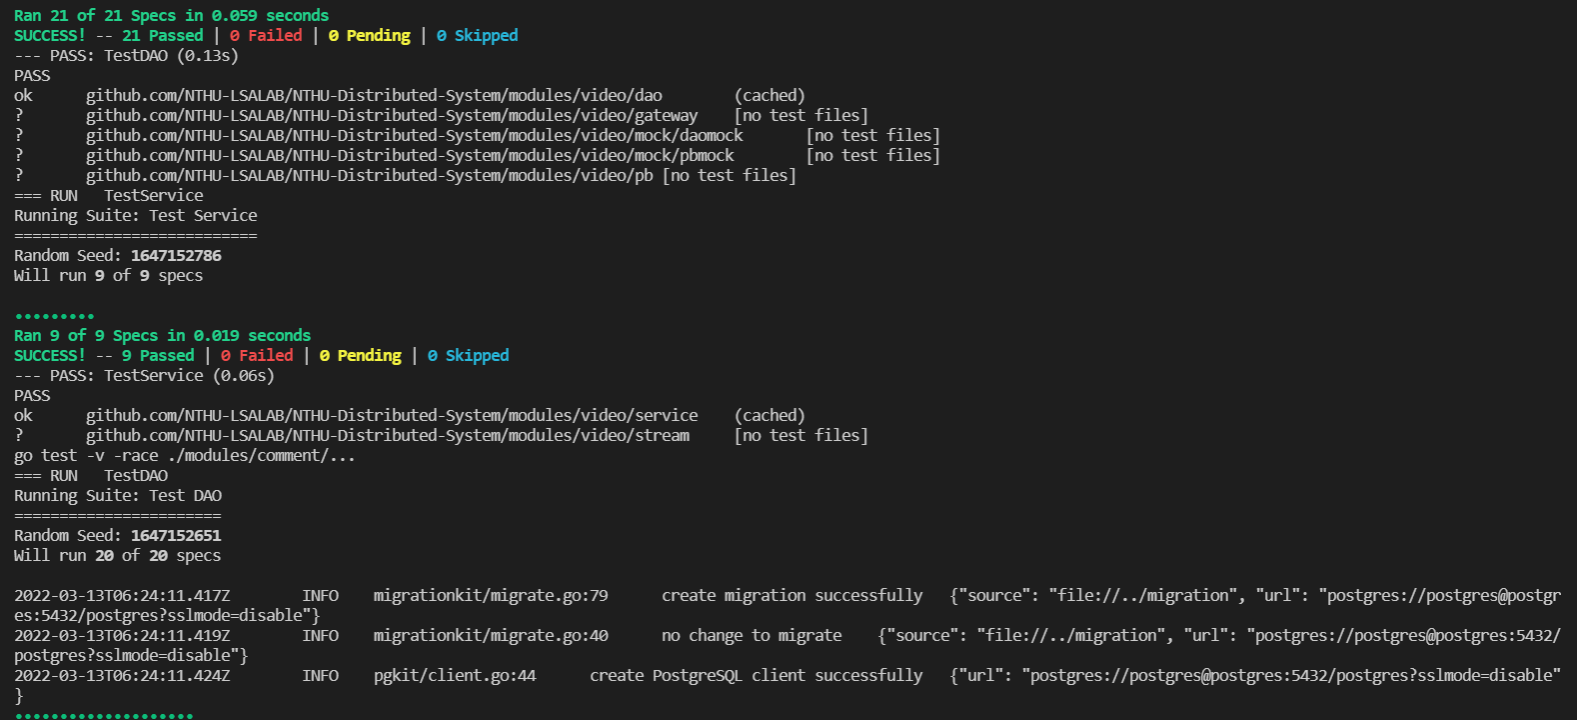 Ran 21 of 21 Specs in 0.059 seconds
SUCCESS! -- 21 Passed | 0 Failed | 0 Pending | 0 Skipped
--- PASS: TestDAO (0.13s)
PASS
ok      github.com/NTHU-LSALAB/NTHU-Distributed-System/modules/video/dao        (cached)
?       github.com/NTHU-LSALAB/NTHU-Distributed-System/modules/video/gateway    [no test files]
?       github.com/NTHU-LSALAB/NTHU-Distributed-System/modules/video/mock/daomock       [no test files]
?       github.com/NTHU-LSALAB/NTHU-Distributed-System/modules/video/mock/pbmock        [no test files]
?       github.com/NTHU-LSALAB/NTHU-Distributed-System/modules/video/pb [no test files]
=== RUN   TestService
Running Suite: Test Service
===========================
Random Seed: 1647152786
Will run 9 of 9 specs
•••••••••
Ran 9 of 9 Specs in 0.019 seconds
SUCCESS! -- 9 Passed | 0 Failed | 0 Pending | 0 Skipped
--- PASS: TestService (0.06s)
PASS
ok      github.com/NTHU-LSALAB/NTHU-Distributed-System/modules/video/service    (cached)
?       github.com/NTHU-LSALAB/NTHU-Distributed-System/modules/video/stream     [no test files]
go test -v -race ./modules/comment/...
=== RUN   TestDAO
Running Suite: Test DAO
=======================
Random Seed: 1647152651
Will run 20 of 20 specs
2022-03-13T06:24:11.417Z        INFO    migrationkit/migrate.go:79      create migration successfully   {"source": "file://../migration", "url": "postgres://postgres@postgr
es:5432/postgres?sslmode=disable"}
2022-03-13T06:24:11.419Z        INFO    migrationkit/migrate.go:40      no change to migrate    {"source": "file://../migration", "url": "postgres://postgres@postgres:5432/
postgres?sslmode=disable"}
2022-03-13T06:24:11.424Z        INFO    pgkit/client.go:44      create PostgreSQL client successfully   {"url": "postgres://postgres@postgres:5432/postgres?sslmode=disable"
}
••••••••••••••••••••